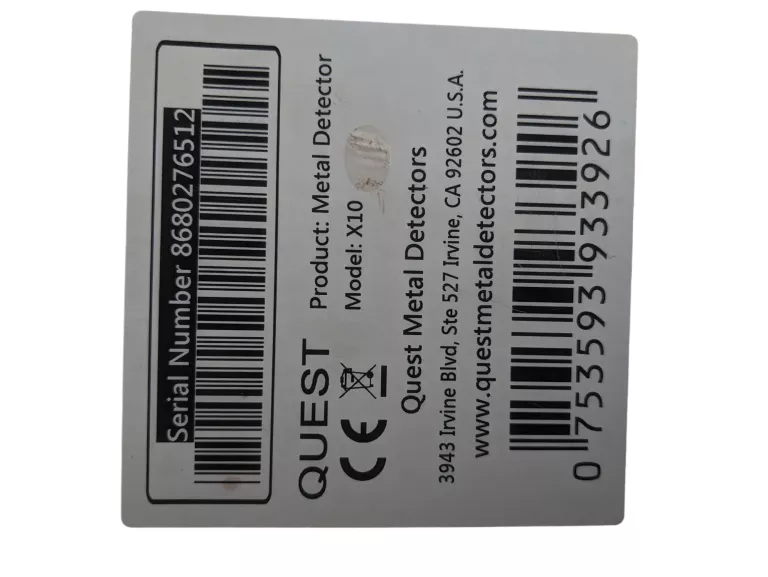 Serial Number 8680276512
QUEST
Product: Metal Detector
Model: X10
CE
Quest Metal Detectors
3943 Irvine Blvd, Ste 527 Irvine, CA 92602 U.S.A.
www.questmetaldetectors.com
0 753593 933926